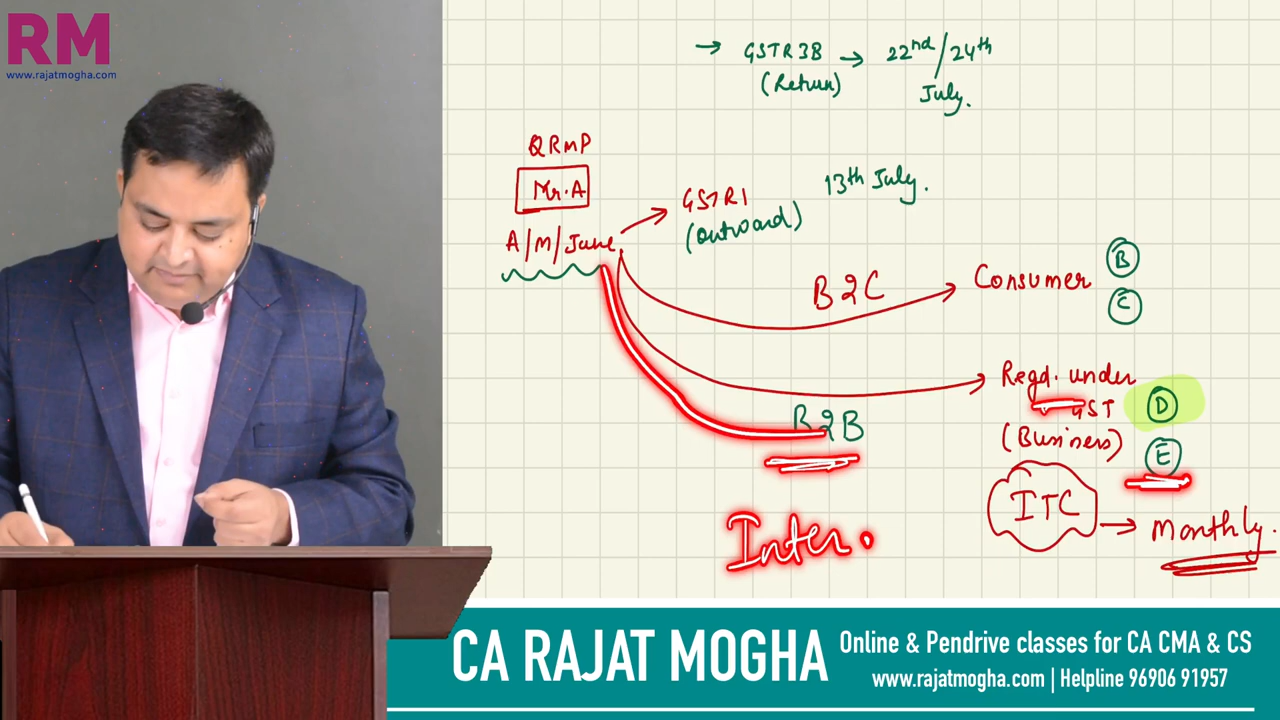 RM
www.rajatmogha.com
→ GSTR3B → 22nd/24th
(Return) July.
QRMP
Mr. A
A/M/June
→ GSTR1
(Outward)
13th July.
B2C
Consumer
B
C
Regd. under
GST
D
B2B
(Business)
E
ITC → Monthly.
Inter.
CA RAJAT MOGHA
Online & Pendrive classes for CA CMA & CS
www.rajatmogha.com | Helpline 96906 91957